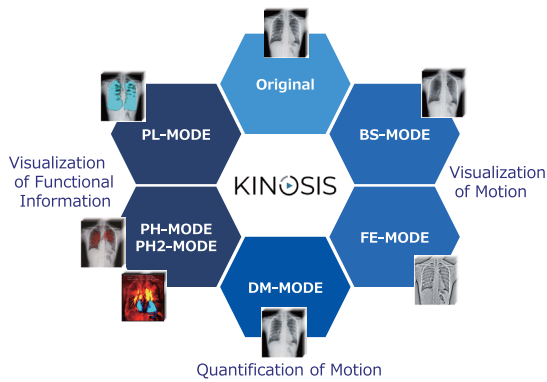 Original
PL-MODE
BS-MODE
Visualization
of Functional
Information
KINOSIS
Visualization
of Motion
PH-MODE
PH2-MODE
FE-MODE
DM-MODE
Quantification of Motion